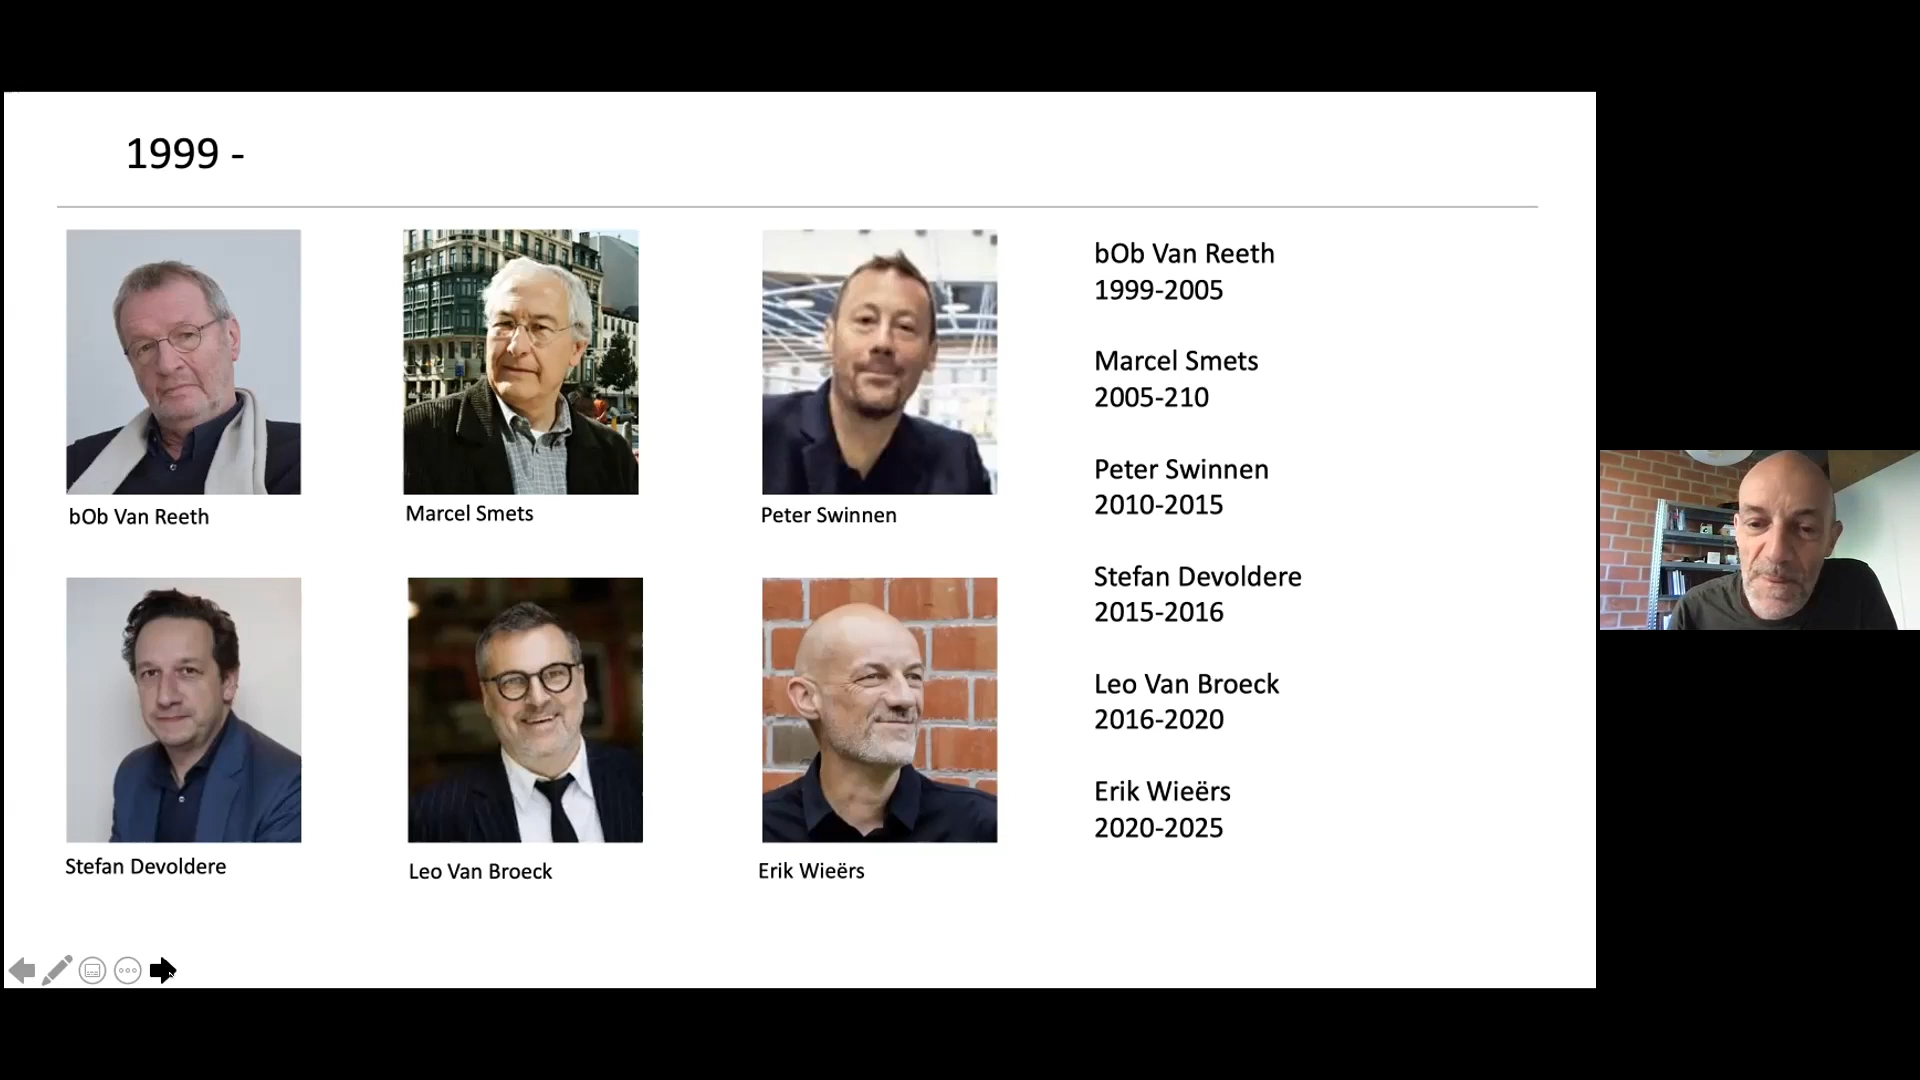 1999 -
bOb Van Reeth
Marcel Smets
Peter Swinnen
Stefan Devoldere
Leo Van Broeck
Erik Wieërs
bOb Van Reeth
1999-2005
Marcel Smets
2005-210
Peter Swinnen
2010-2015
Stefan Devoldere
2015-2016
Leo Van Broeck
2016-2020
Erik Wieërs
2020-2025